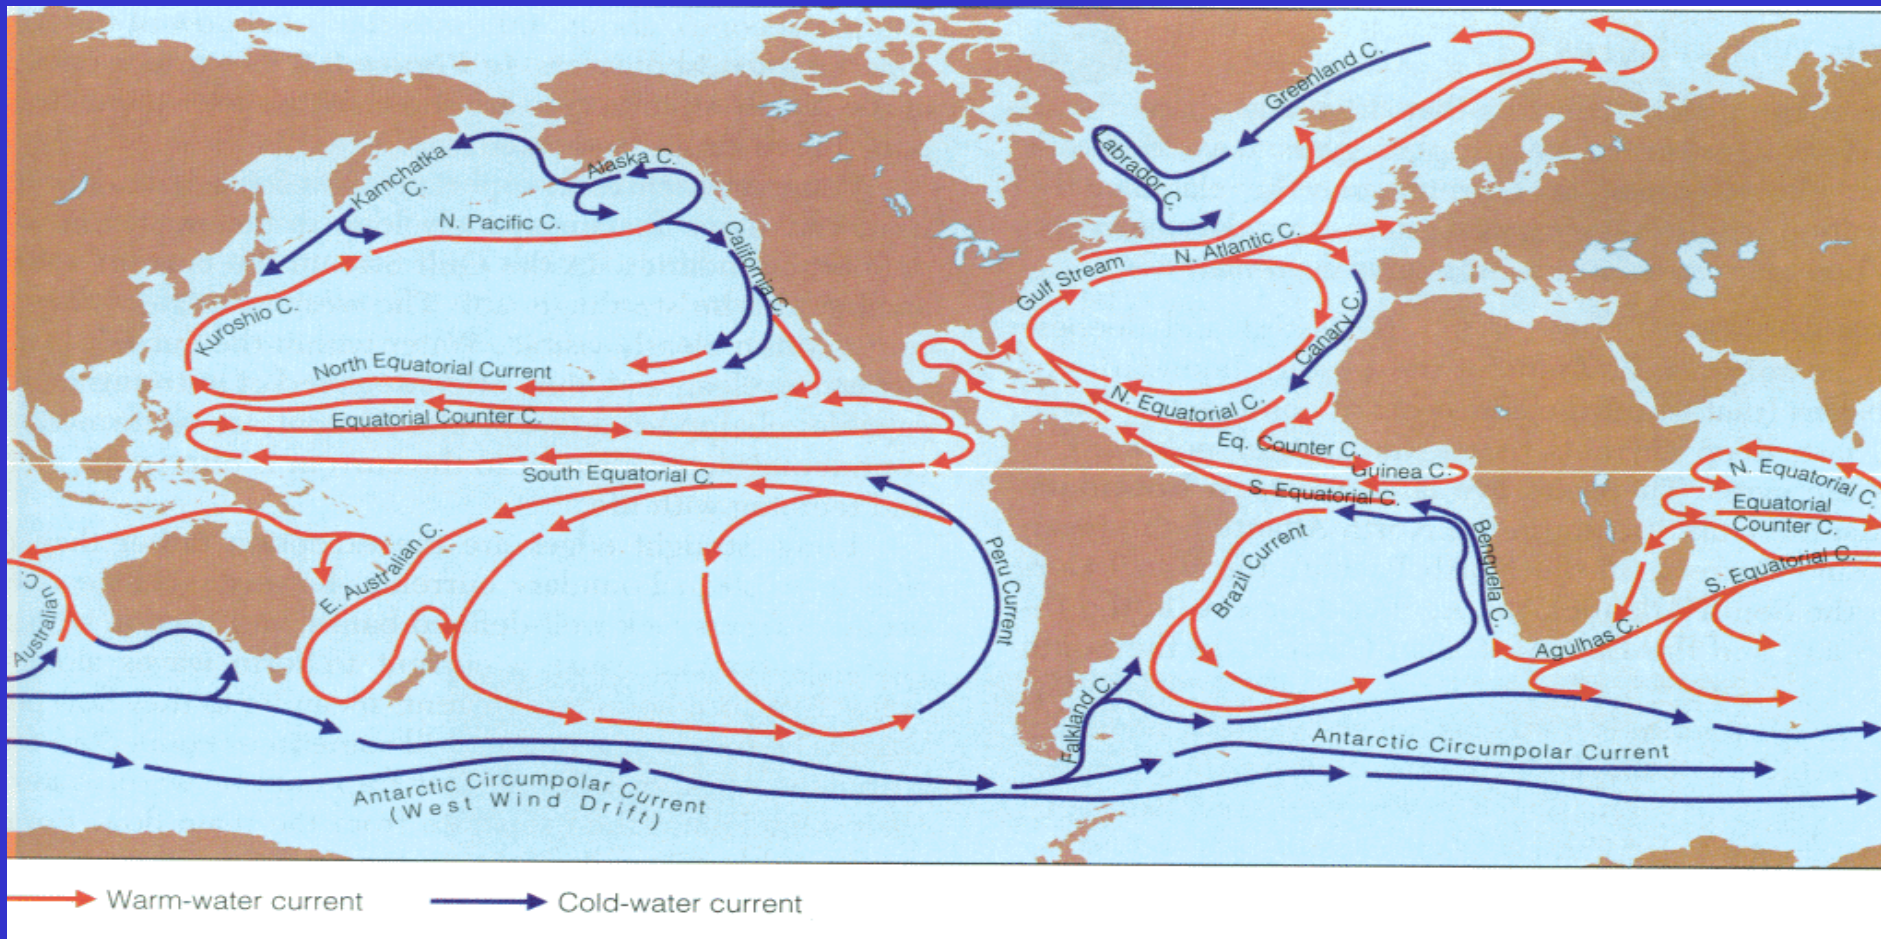 Greenland C.
Labrador C.
Kamchatka
C.
Alaska C.
N. Pacific C.
California C.
N. Atlantic C.
Gulf Stream
Kuroshio C.
Canary C.
North Equatorial Current
N. Equatorial C.
Equatorial Counter C.
Eq. Counter C.
Guinea C.
South Equatorial C.
S. Equatorial C.
N. Equatorial C.
Equatorial
Counter C.
S. Equatorial C.
E. Australian C.
Australian
C
Peru Current
Brazil Current
Benquela C.
Agulhas C.
Falkland C.
Antarctic Circumpolar Current
Antarctic Circumpolar Current
(West Wind Drift)
Warm-water current
Cold-water current